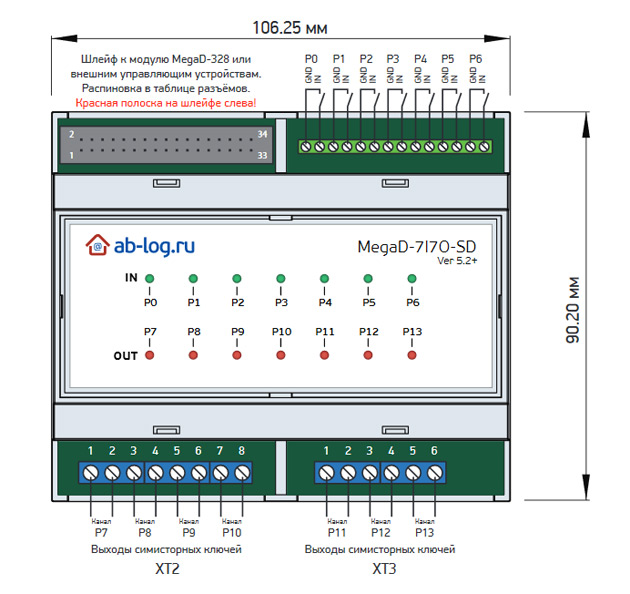 106.25 мм
Шлейф к модулю MegaD-328 или
внешним управляющим устройствам.
Распиновка в таблице разъёмов.
Красная полоска на шлейфе слева!
P0 P1 P2 P3 P4 P5 P6
GND IN GND IN GND IN GND IN GND IN GND IN GND IN
2 34
1 33
@ ab-log.ru
MegaD-7I7O-SD
Ver 5.2+
IN
P0 P1 P2 P3 P4 P5 P6
P7 P8 P9 P10 P11 P12 P13
OUT
90.20 мм
1 2 3 4 5 6 7 8
1 2 3 4 5 6
Канал Канал Канал Канал
P7 P8 P9 P10
Выходы симисторных ключей
XT2
Канал Канал Канал
P11 P12 P13
Выходы симисторных ключей
XT3